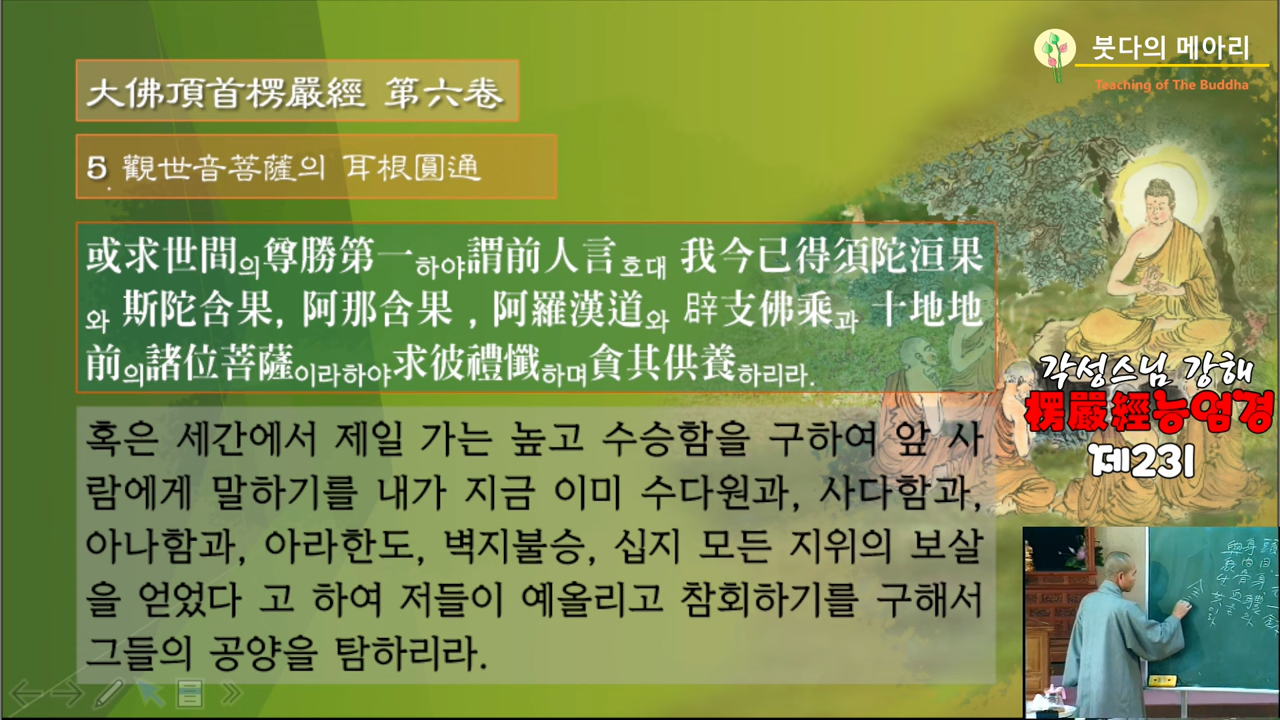 붓다의 메아리
Teaching of The Buddha
大佛頂首楞嚴經 第六卷
5. 觀世音菩薩의 耳根圓通
或求世間의尊勝第一하야謂前人言호대 我今已得須陀洹果
와 斯陀含果, 阿那含果 , 阿羅漢道와 辟支佛乘과 十地地
前의諸位菩薩이라하야求彼禮懺하며貪其供養하리라.
혹은 세간에서 제일 가는 높고 수승함을 구하여 앞 사
람에게 말하기를 내가 지금 이미 수다원과, 사다함과,
아나함과, 아라한도, 벽지불승, 십지 모든 지위의 보살
을 얻었다 고 하여 저들이 예올리고 참회하기를 구해서
그들의 공양을 탐하리라.
각성스님 강해
楞嚴經능엄경
제231